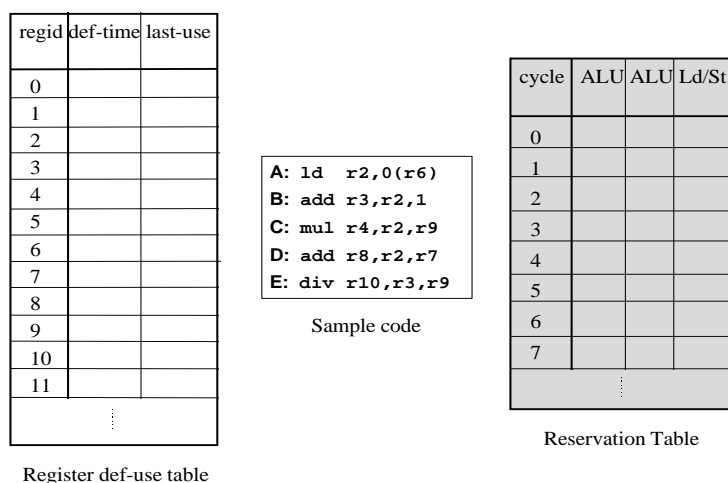 regid def-time last-use
0
1
2
3
4
5
6
7
8
9
10
11
Register def-use table
A: ld r2,0(r6)
B: add r3,r2,1
C: mul r4,r2,r9
D: add r8,r2,r7
E: div r10,r3,r9
Sample code
cycle ALU ALU Ld/St
0
1
2
3
4
5
6
7
Reservation Table